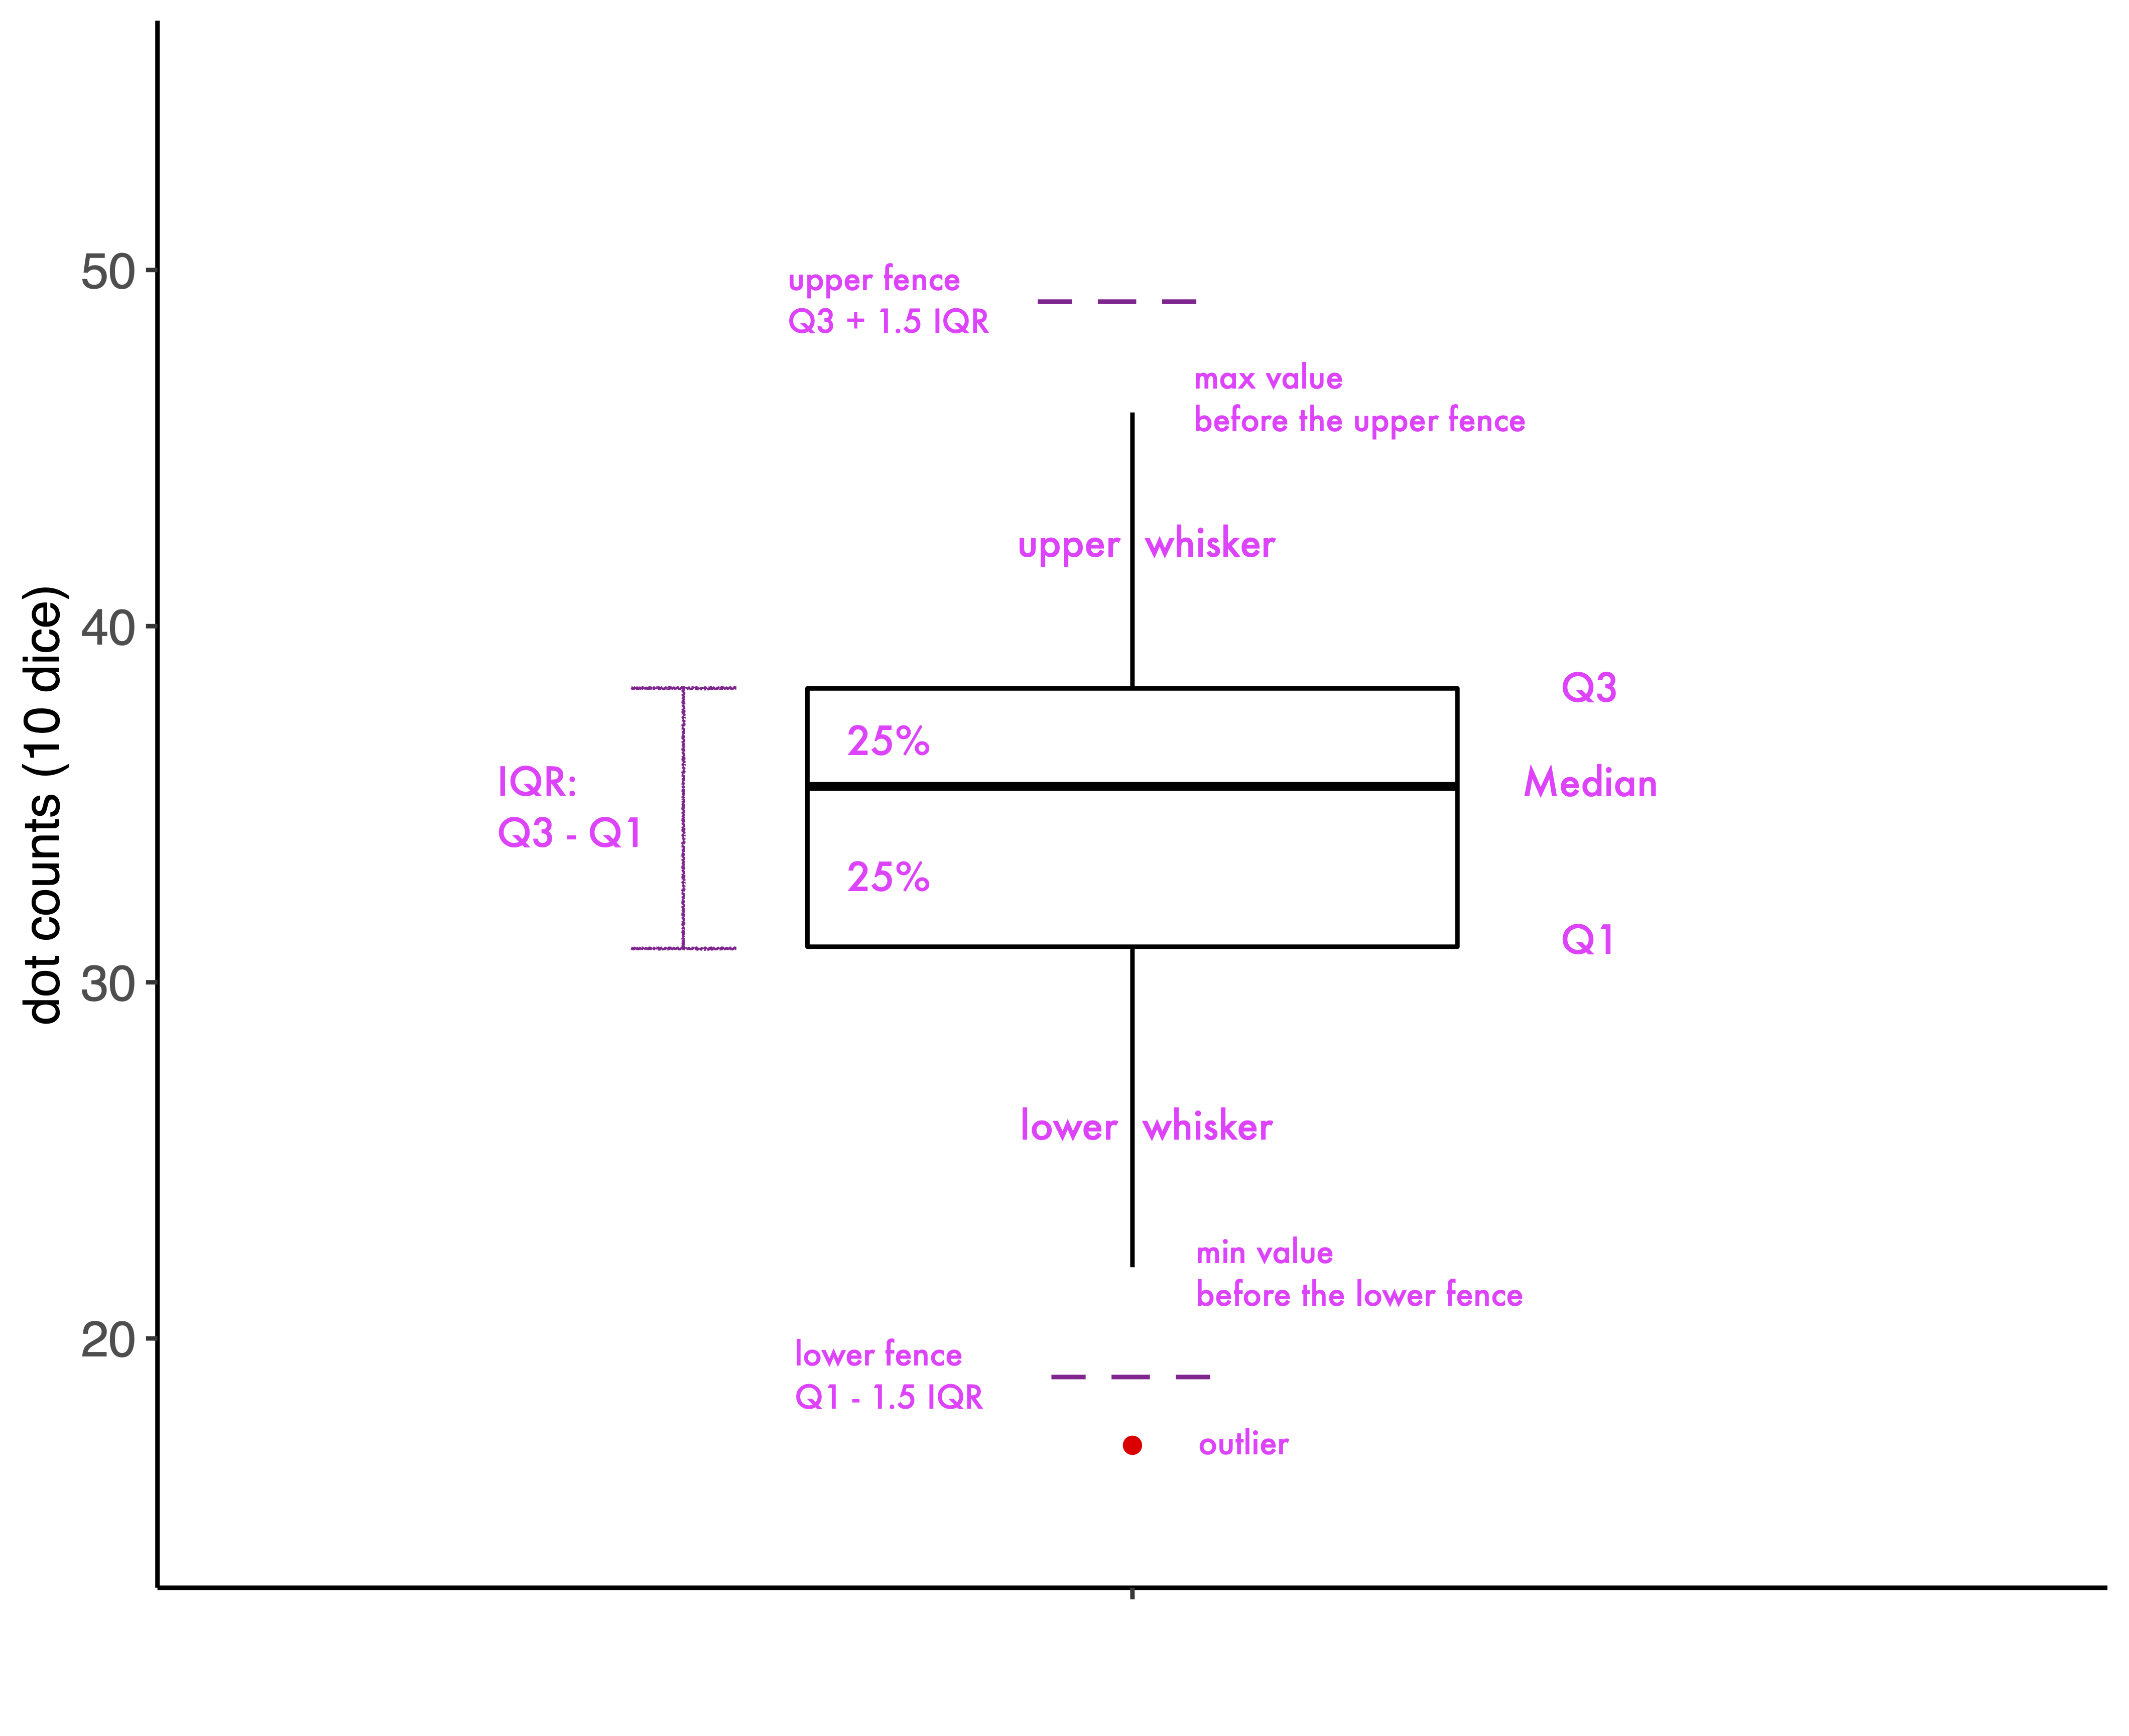 50
upper fence
Q3 + 1.5 IQR
max value
before the upper fence
upper whisker
40
Q3
25%
IQR:
Q3 - Q1
Median
25%
Q1
dot counts (10 dice)
30
lower whisker
min value
before the lower fence
20
lower fence
Q1 - 1.5 IQR
outlier